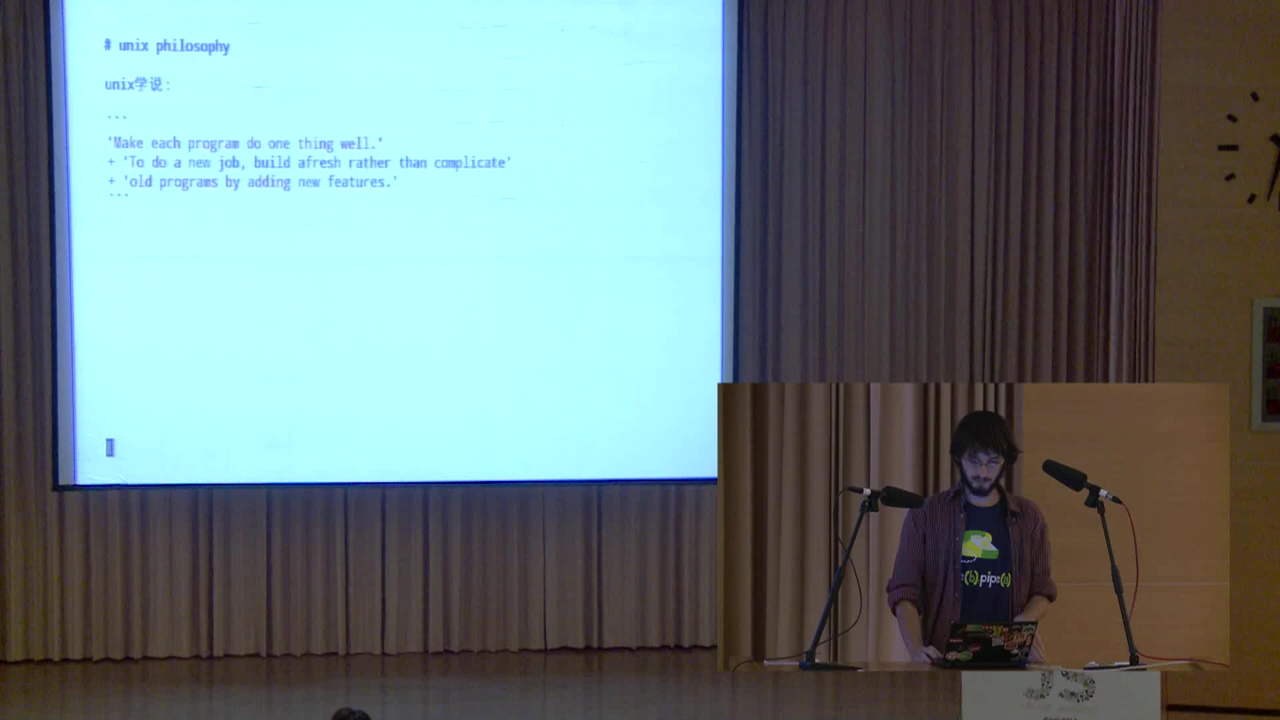 # unix philosophy
unix学说:
```
'Make each program do one thing well.'
+ 'To do a new job, build afresh rather than complicate'
+ 'old programs by adding new features.'
```
(b)pipe(a)
JS